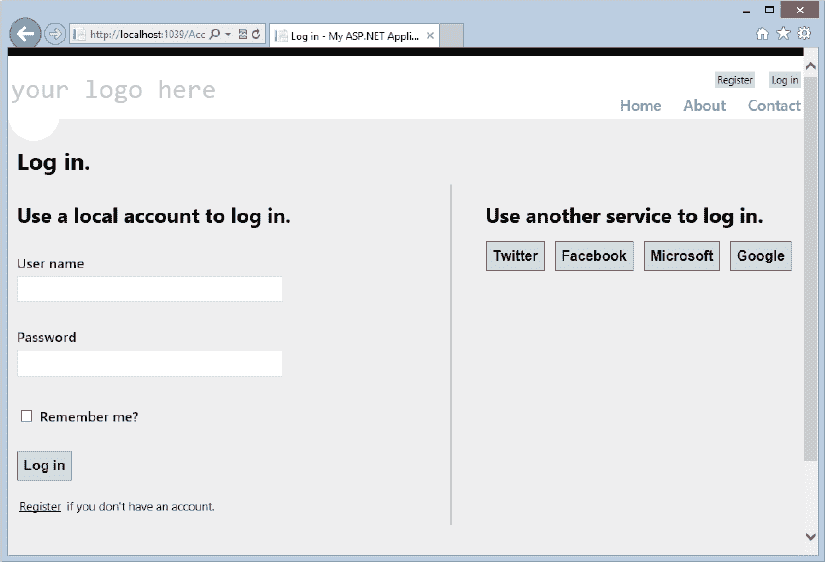 http://localhost:1039/Acc
Log in - My ASP.NET Appli...
your logo here
Register Log in
Home About Contact
Log in.
Use a local account to log in.
User name
Password
Remember me?
Log in
Register if you don't have an account.
Use another service to log in.
Twitter Facebook Microsoft Google